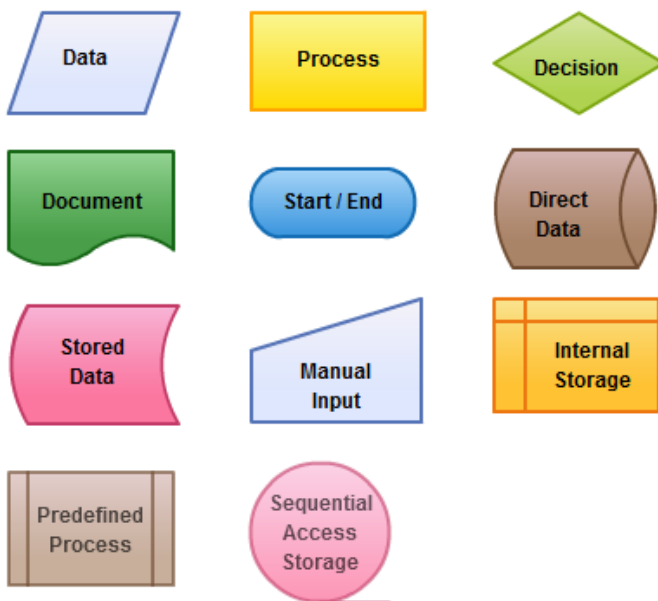 Data
Process
Decision
Document
Start / End
Direct
Data
Stored
Data
Manual
Input
Internal
Storage
Predefined
Process
Sequential
Access
Storage